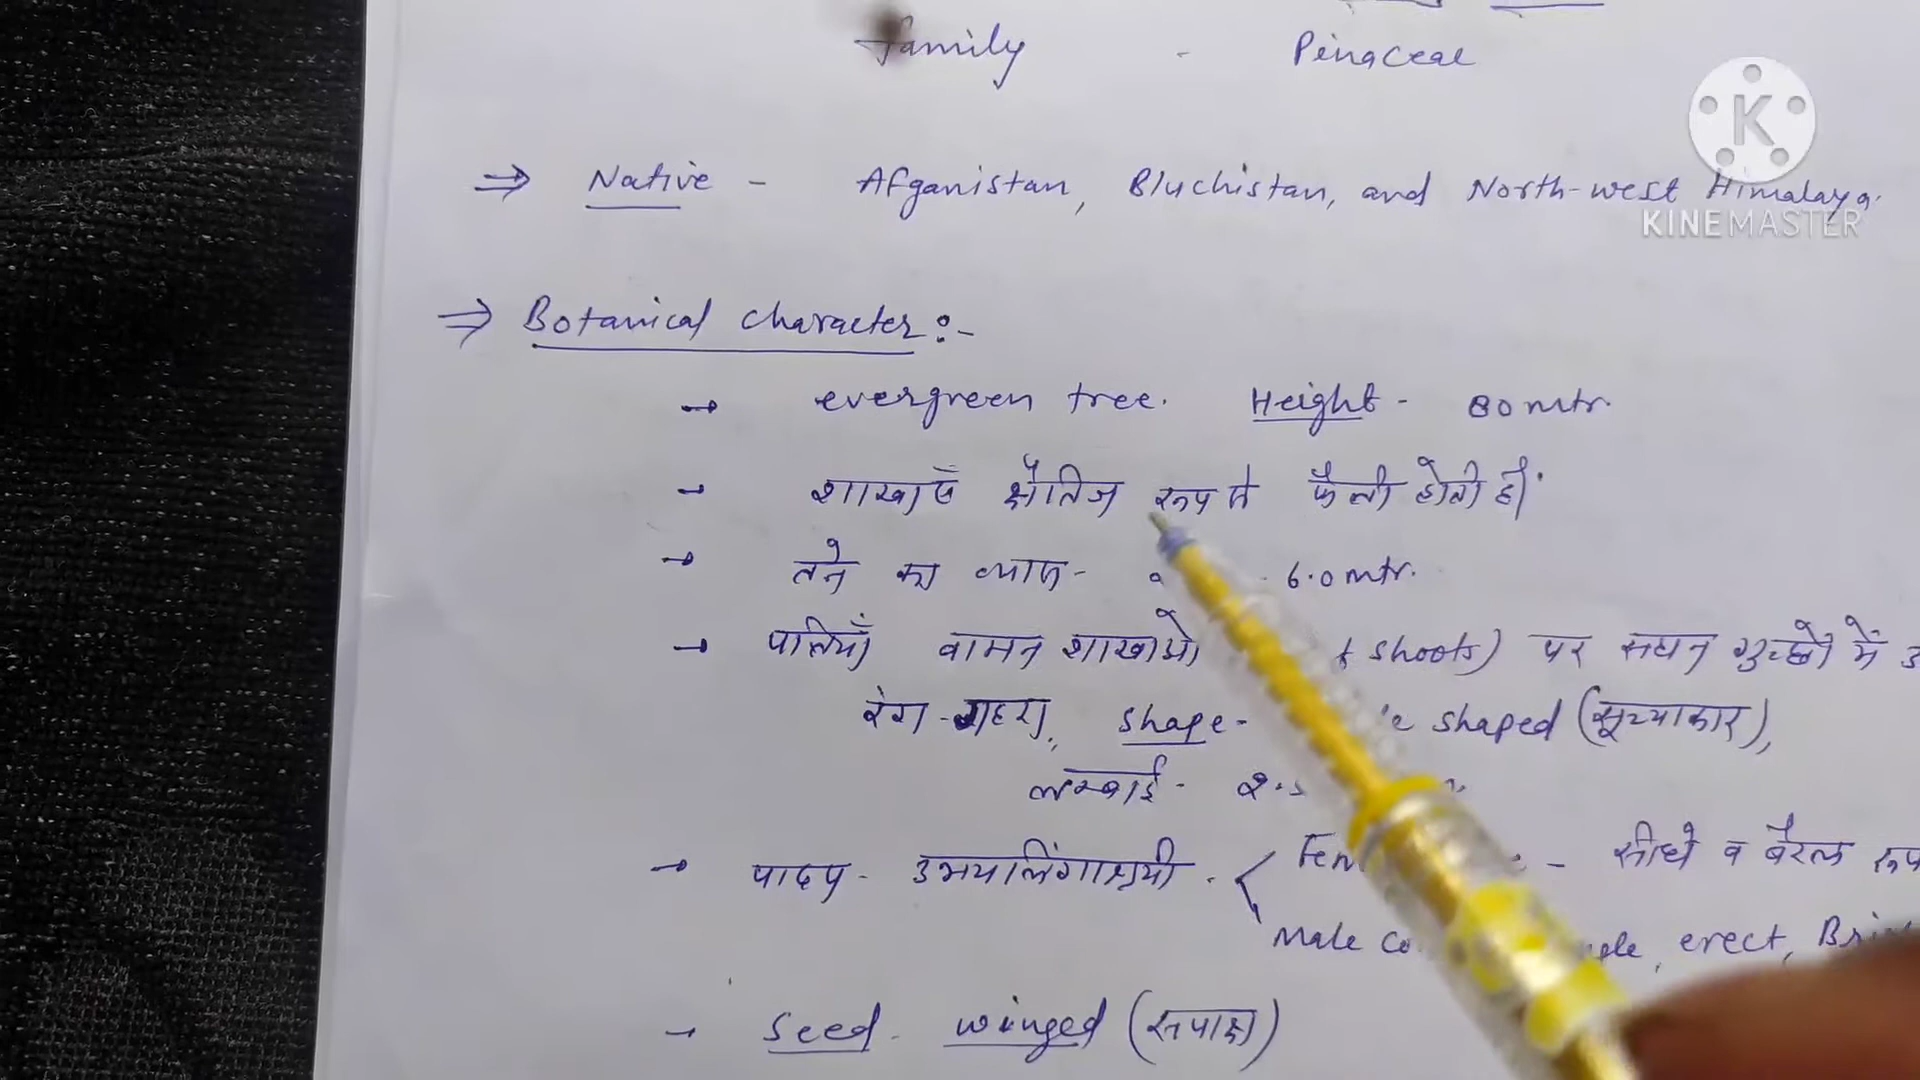 Family - Pinaceae
⇒ Native - Afganistan, Bluchistan, and North-west Himalaya.
K
KINEMASTER
⇒ Botanical character :-
→ evergreen tree. Height - 80 mtr.
→ शाखाएँ क्षैतिज रूप से फैली होती हैं.
→ तने का व्यास - 6.0 mtr.
→ पत्तियाँ वामन शाखाओं shoots) पर सघन गुच्छों में
रंग - गहरा, shape - shaped (सूच्याकार),
लम्बाई -
→ पादप - उभयलिंगाश्रयी . - सीधे व बैरल रूप
Male erect,
→ Seed - winged (सपक्ष)